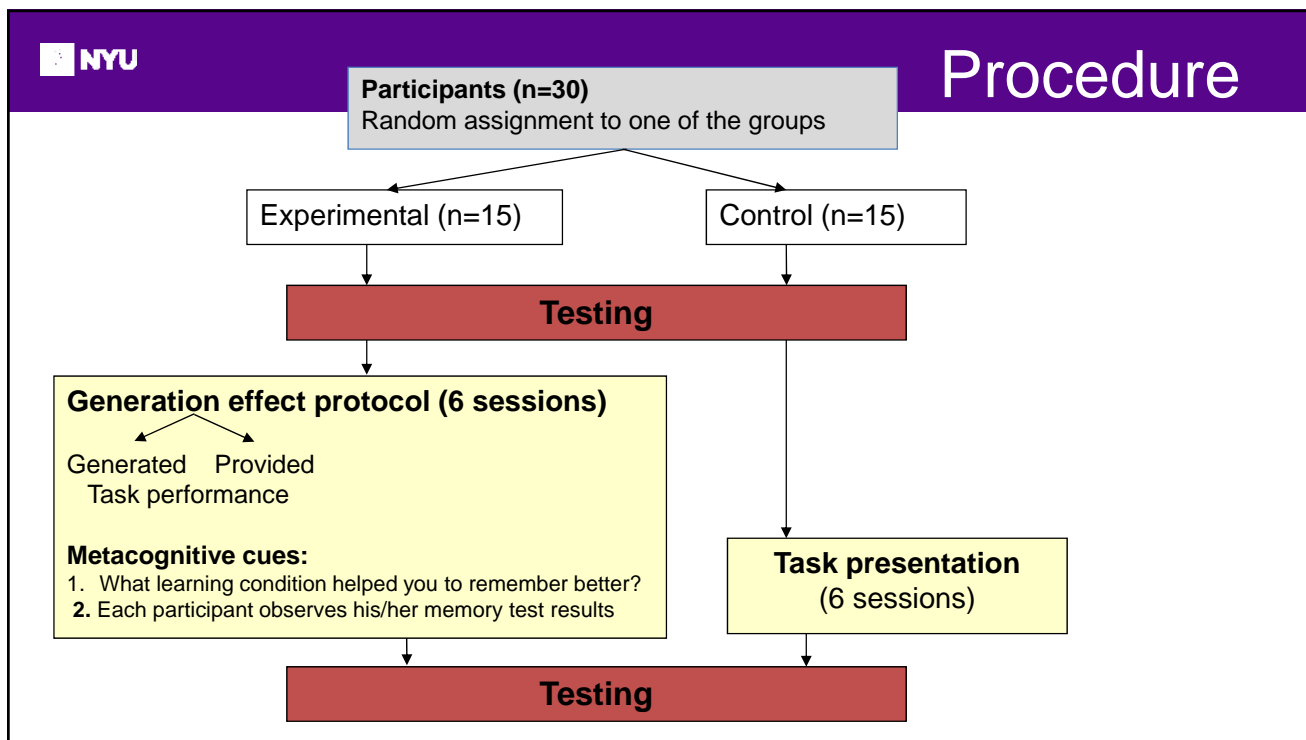 NYU
Procedure
Participants (n=30)
Random assignment to one of the groups
Experimental (n=15)
Control (n=15)
Testing
Generation effect protocol (6 sessions)
Generated Provided
Task performance
Metacognitive cues:
1. What learning condition helped you to remember better?
2. Each participant observes his/her memory test results
Task presentation
(6 sessions)
Testing